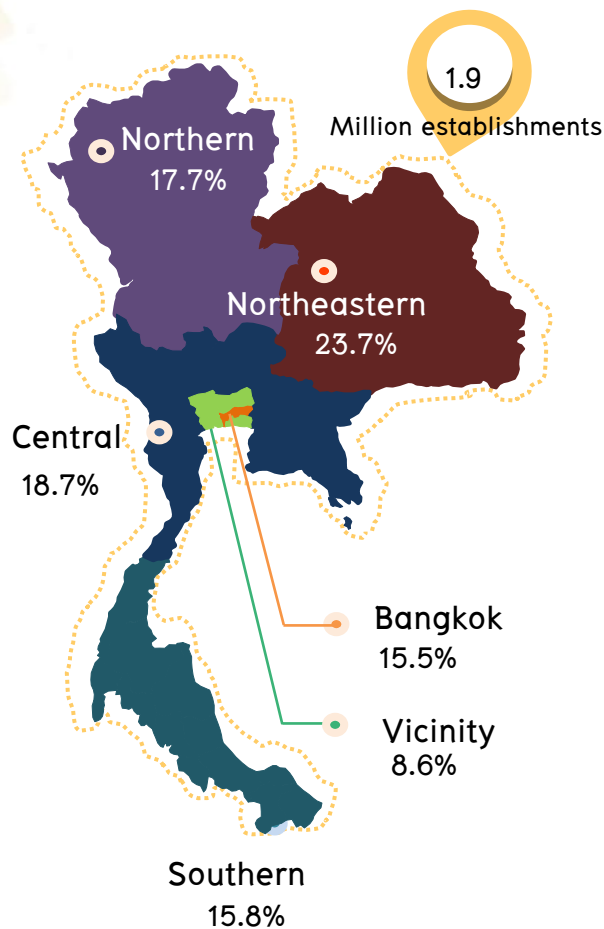 1.9
Million establishments
Northern
17.7%
Northeastern
23.7%
Central
18.7%
Bangkok
15.5%
Vicinity
8.6%
Southern
15.8%